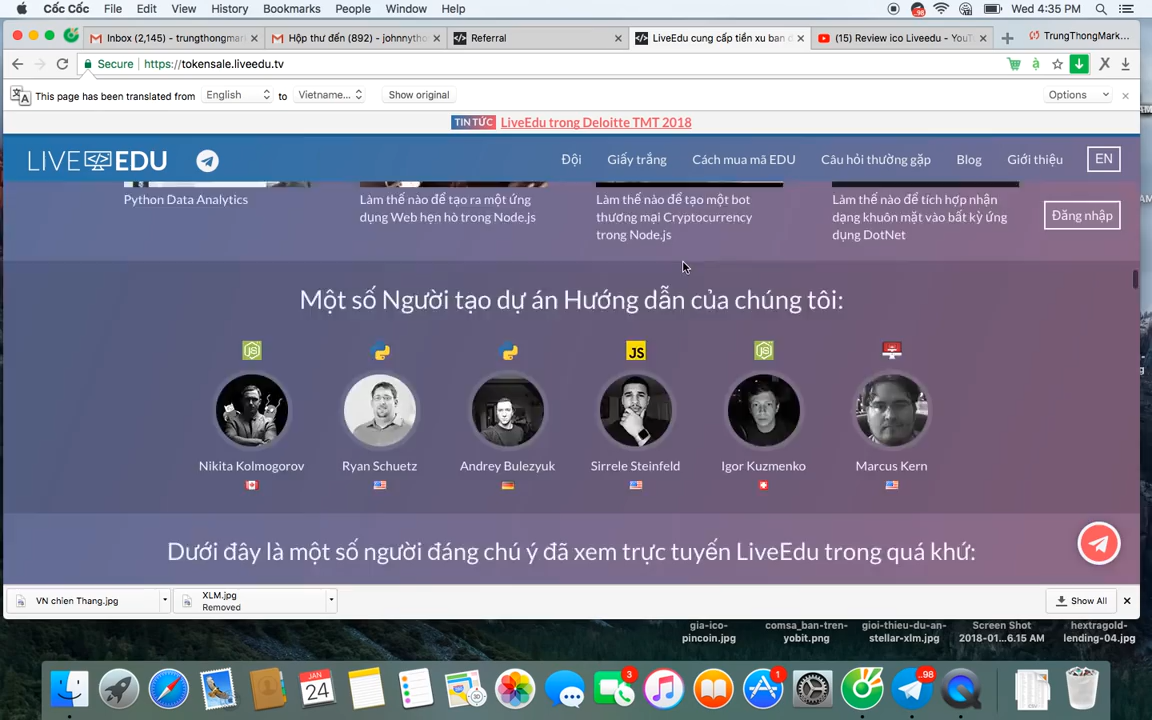 Cốc Cốc File Edit View History Bookmarks People Window Help 98 Wed 4:35 PM
Inbox (2,145) - trungthongmar
Hộp thư đến (892) - johnnytho
Referral
LiveEdu cung cấp tiền xu ban đ
(15) Review ico Liveedu - YouT
TrungThongMark
Secure https://tokensale.liveedu.tv
This page has been translated from English to Vietname... Show original Options
TIN TỨC LiveEdu trong Deloitte TMT 2018
LIVE EDU Đội Giấy trắng Cách mua mã EDU Câu hỏi thường gặp Blog Giới thiệu EN
Python Data Analytics
Làm thế nào để tạo ra một ứng
dụng Web hẹn hò trong Node.js
Làm thế nào để tạo một bot
thương mại Cryptocurrency
trong Node.js
Làm thế nào để tích hợp nhận
dạng khuôn mặt vào bất kỳ ứng
dụng DotNet
Đăng nhập
Một số Người tạo dự án Hướng dẫn của chúng tôi:
JS
Nikita Kolmogorov Ryan Schuetz Andrey Bulezyuk Sirrele Steinfeld Igor Kuzmenko Marcus Kern
Dưới đây là một số người đáng chú ý đã xem trực tuyến LiveEdu trong quá khứ:
VN chien Thang.jpg
XLM.jpg
Removed
Show All
gia-ico-
pincoin.jpg
comsa_ban-tren-
yobit.png
gioi-thieu-du-an-
stellar-xlm.jpg
Screen Shot
2018-01...6.15 AM
hextragold-
lending-04.jpg
JAN
24
3
1
..98